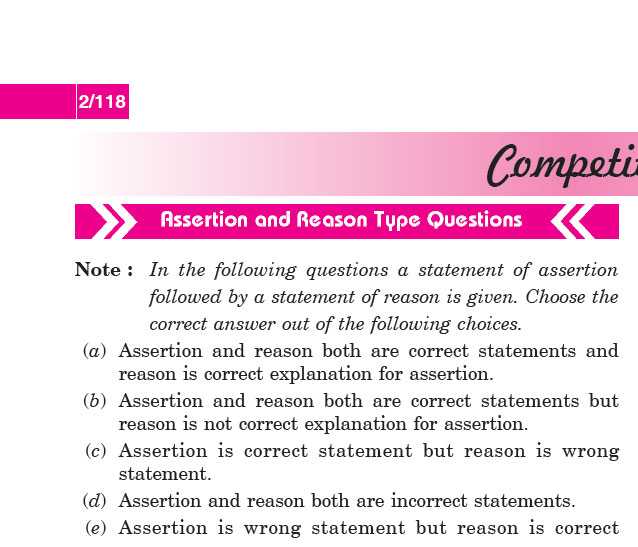 2/118
Assertion and Reason Type Questions
Note : In the following questions a statement of assertion
followed by a statement of reason is given. Choose the
correct answer out of the following choices.
(a) Assertion and reason both are correct statements and
reason is correct explanation for assertion.
(b) Assertion and reason both are correct statements but
reason is not correct explanation for assertion.
(c) Assertion is correct statement but reason is wrong
statement.
(d) Assertion and reason both are incorrect statements.
(e) Assertion is wrong statement but reason is correct